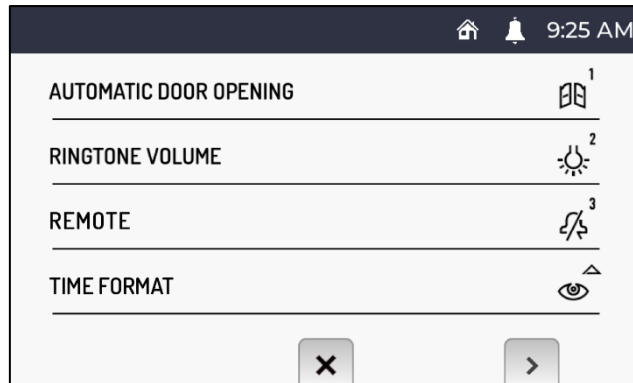 9:25 AM
AUTOMATIC DOOR OPENING 1
RINGTONE VOLUME 2
REMOTE 3
TIME FORMAT